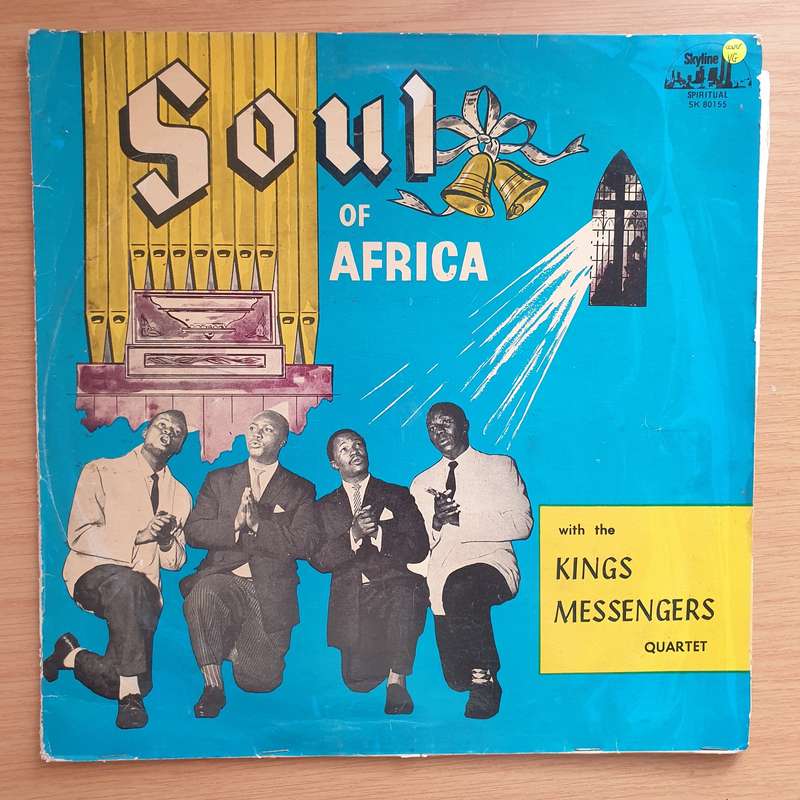 Soul
OF
AFRICA
Skyline
VG
SPIRITUAL
SK 80155
with the
KINGS
MESSENGERS
QUARTET